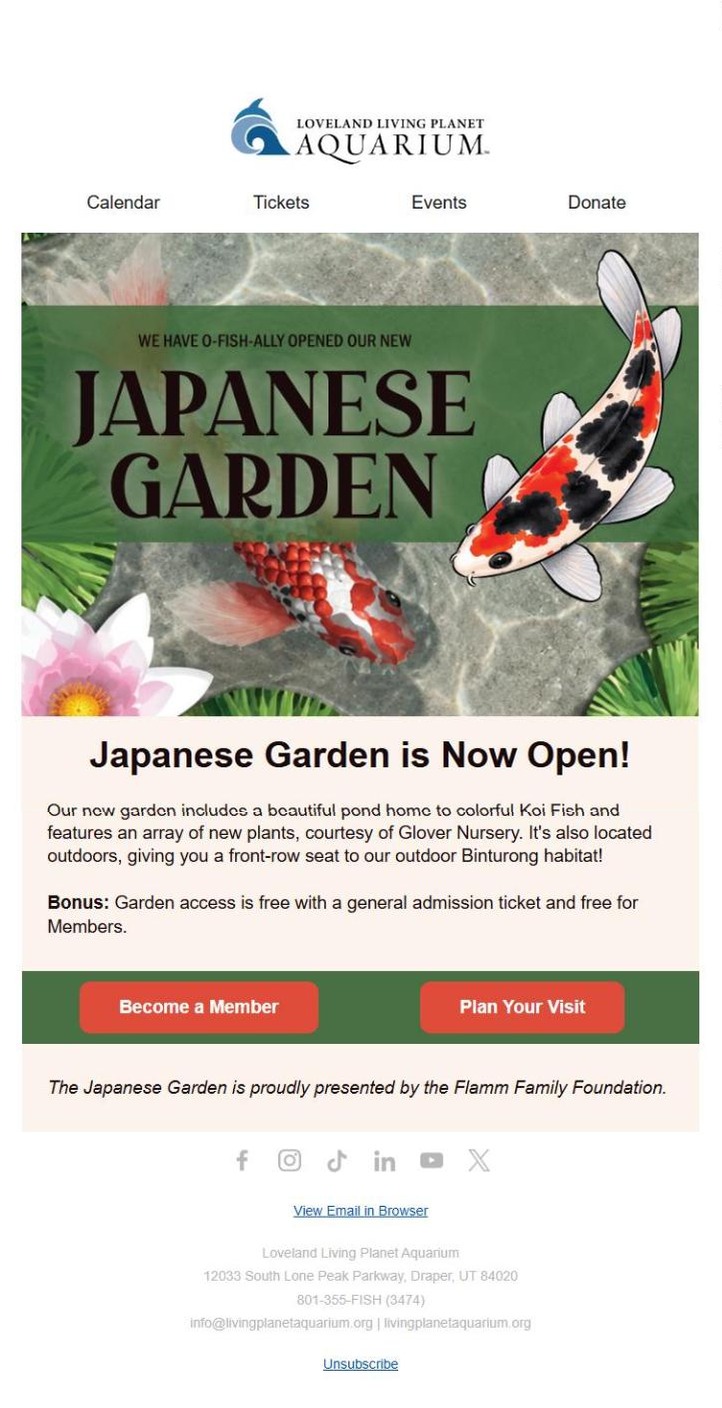 LOVELAND LIVING PLANET
AQUARIUM
Calendar Tickets Events Donate
WE HAVE O-FISH-ALLY OPENED OUR NEW
JAPANESE
GARDEN
Japanese Garden is Now Open!
Our new garden includes a beautiful pond home to colorful Koi Fish and
features an array of new plants, courtesy of Glover Nursery. It's also located
outdoors, giving you a front-row seat to our outdoor Binturong habitat!
Bonus: Garden access is free with a general admission ticket and free for
Members.
Become a Member Plan Your Visit
The Japanese Garden is proudly presented by the Flamm Family Foundation.
View Email in Browser
Loveland Living Planet Aquarium
12033 South Lone Peak Parkway, Draper, UT 84020
801-355-FISH (3474)
info@livingplanetaquarium.org | livingplanetaquarium.org
Unsubscribe